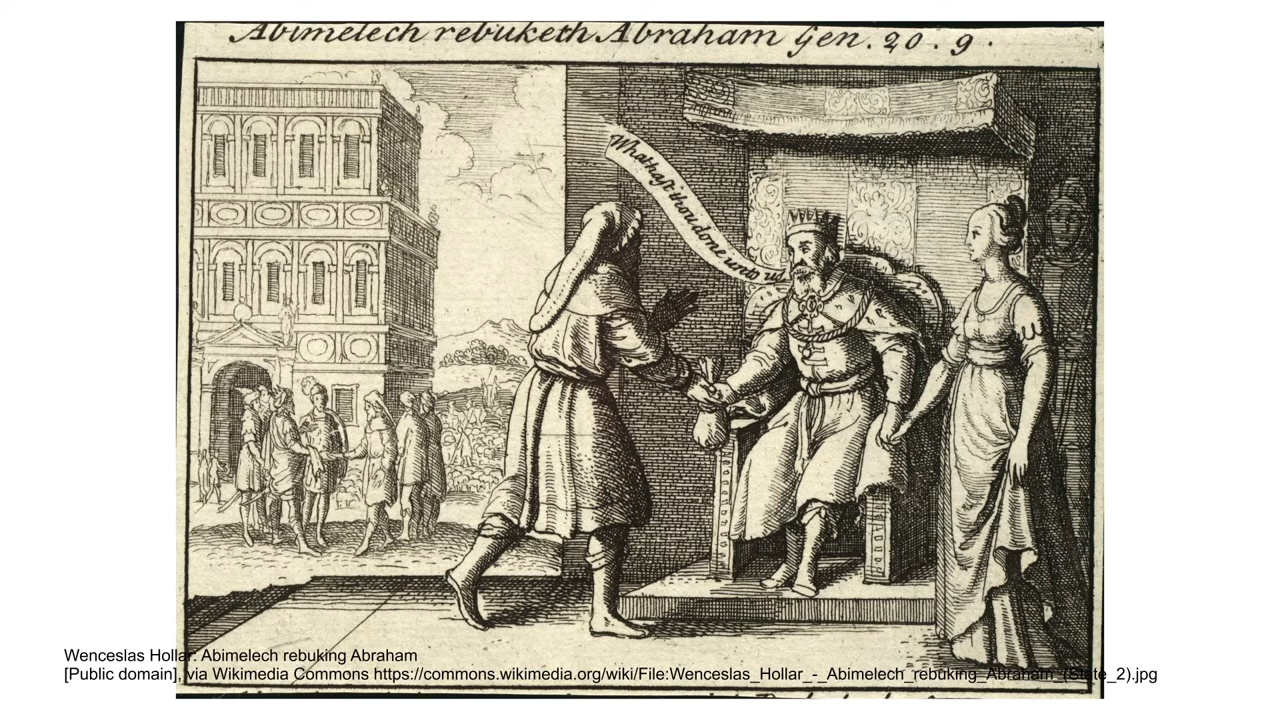 Abimelech rebuketh Abraham Gen. 20. 9.
What hast thou done unto us
Wenceslas Hollar: Abimelech rebuking Abraham
[Public domain], via Wikimedia Commons https://commons.wikimedia.org/wiki/File:Wenceslas_Hollar_-_Abimelech_rebuking_Abraham_(State_2).jpg